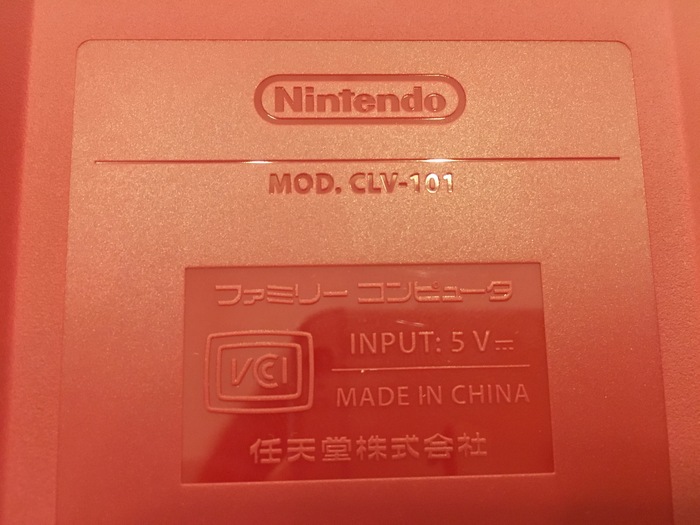 Nintendo
MOD. CLV-101
ファミリー コンピュータ
VCI
INPUT: 5 V⎓
MADE IN CHINA
任天堂株式会社